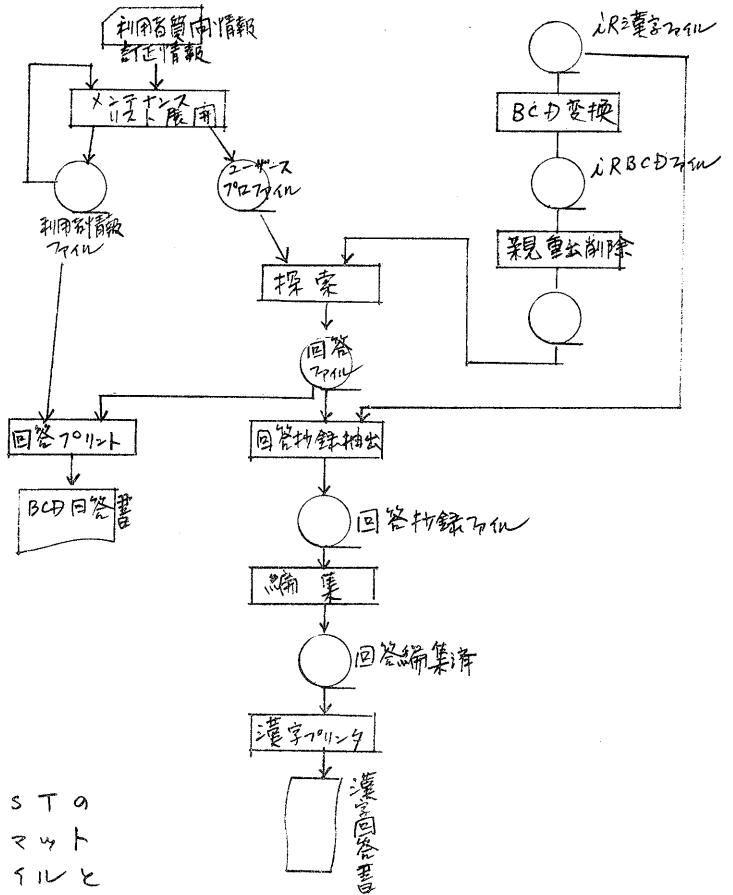 利用者質問情報
訂正情報
メンテナンス
リスト展開
ユーザース
プロファイル
利用者情報
ファイル
iR漢字ファイル
BCD変換
iRBCDファイル
親見重出削除
探索
回答
ファイル
回答プリント
回答抄録抽出
BCD回答書
回答抄録ファイル
編集
回答編集済
漢字プリンタ
漢字回答書
STの
マット
イルと